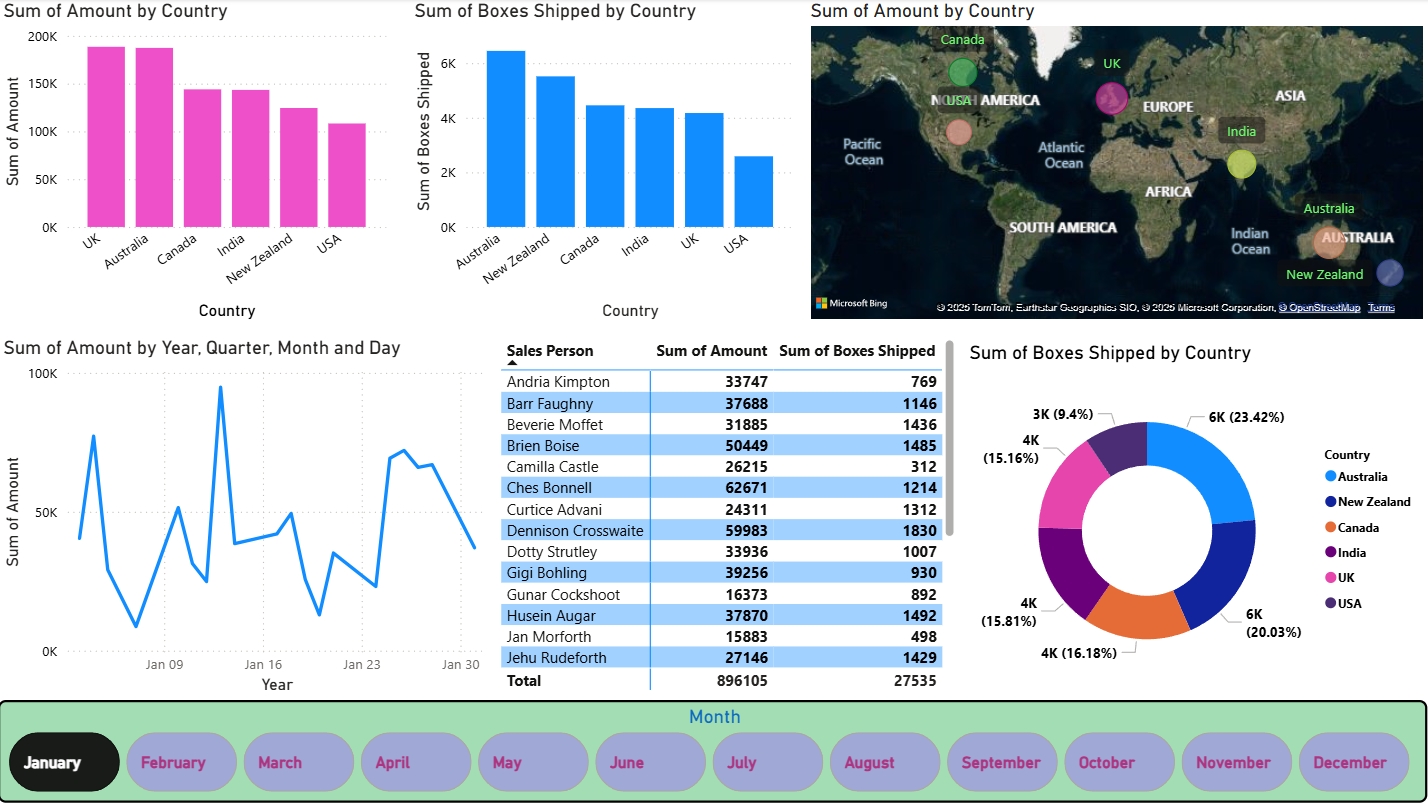 Sum of Amount by Country
Sum of Amount
200K
150K
100K
50K
0K
UK
Australia
Canada
India
New Zealand
USA
Country
Sum of Boxes Shipped by Country
Sum of Boxes Shipped
6K
4K
2K
0K
Australia
New Zealand
Canada
India
UK
USA
Country
Sum of Amount by Country
Canada
UK
USA
NORTH AMERICA
EUROPE
ASIA
India
Pacific
Ocean
Atlantic
Ocean
AFRICA
SOUTH AMERICA
Indian
Ocean
Australia
AUSTRALIA
New Zealand
Microsoft Bing
© 2025 TomTom, Earthstar Geographics SIO, © 2025 Microsoft Corporation, © OpenStreetMap Terms
Sum of Amount by Year, Quarter, Month and Day
Sum of Amount
100K
50K
0K
Jan 09 Jan 16 Jan 23 Jan 30
Year
Sales Person Sum of Amount Sum of Boxes Shipped
Andria Kimpton 33747 769
Barr Faughny 37688 1146
Beverie Moffet 31885 1436
Brien Boise 50449 1485
Camilla Castle 26215 312
Ches Bonnell 62671 1214
Curtice Advani 24311 1312
Dennison Crosswaite 59983 1830
Dotty Strutley 33936 1007
Gigi Bohling 39256 930
Gunar Cockshoot 16373 892
Husein Augar 37870 1492
Jan Morforth 15883 498
Jehu Rudeforth 27146 1429
Total 896105 27535
Sum of Boxes Shipped by Country
3K (9.4%)
6K (23.42%)
4K
(15.16%)
4K
(15.81%)
4K (16.18%)
6K
(20.03%)
Country
Australia
New Zealand
Canada
India
UK
USA
Month
January February March April May June July August September October November December